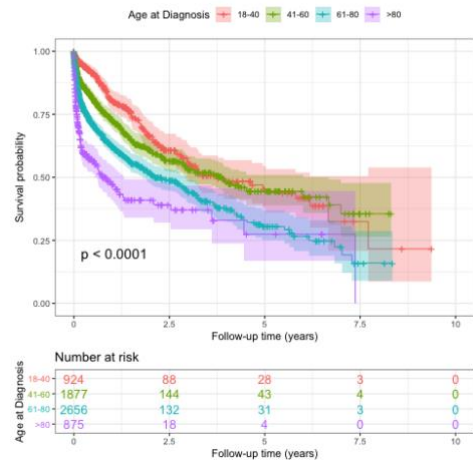 Age at Diagnosis 18-40 41-60 61-80 >80
1.00
0.75
0.50
0.25
0.00
Survival probability
p < 0.0001
0 2.5 5 7.5 10
Follow-up time (years)
Number at risk
Age at Diagnosis
18-40 924 88 28 3 0
41-60 1877 144 43 4 0
61-80 2656 132 31 3 0
>80 875 18 4 0 0
0 2.5 5 7.5 10
Follow-up time (years)